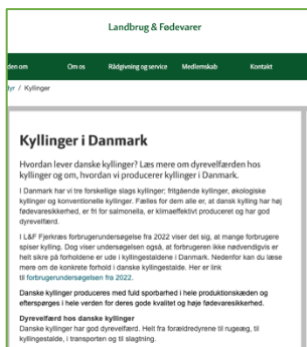 Landbrug & Fødevarer
den om Om os Rådgivning og service Medlemskab Kontakt
dyr / Kyllinger
Kyllinger i Danmark
Hvordan lever danske kyllinger? Læs mere om dyrevelfærden hos
kyllinger og om, hvordan vi producerer kyllinger i Danmark.
I Danmark har vi tre forskellige slags kyllinger; fritgående kyllinger, økologiske
kyllinger og konventionelle kyllinger. Fælles for dem alle er, at dansk kylling har høj
fødevaresikkerhed, er fri for salmonella, er klimaeffektivt produceret og har god
dyrevelfærd.
I L&F Fjerkræs forbrugerundersøgelse fra 2022 viser det sig, at mange forbrugere
spiser kylling. Dog viser undersøgelsen også, at forbrugeren ikke nødvendigvis er
helt sikre på forholdene er ude i kyllingestaldene i Danmark. Nedenfor kan du læse
mere om de konkrete forhold i danske kyllingestalde. Her er link
til forbrugerundersøgelsen fra 2022.
Danske kyllinger produceres med fuld sporbarhed i hele produktionskæden og
efterspørges i hele verden for deres gode kvalitet og høje fødevaresikkerhed.
Dyrevelfærd hos danske kyllinger
Danske kyllinger har god dyrevelfærd. Helt fra forældredyrene til rugeæg, til
kyllingestalde, i transporten og til slagtning.